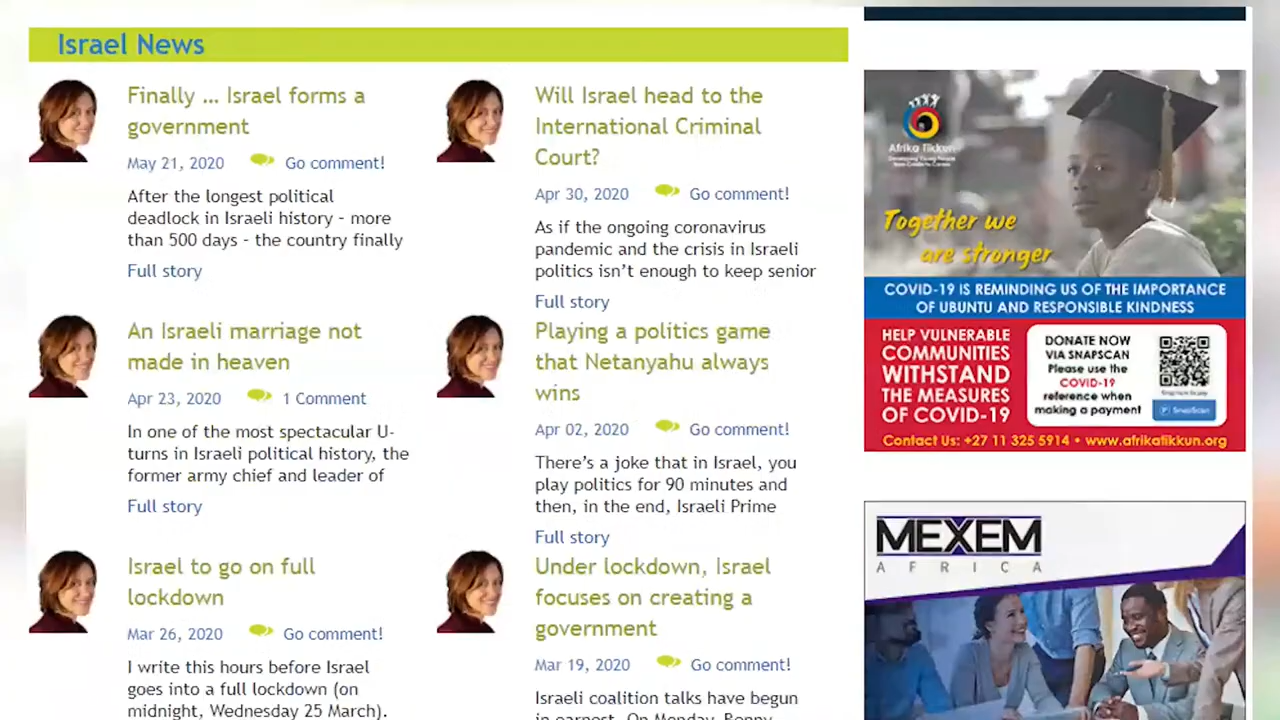 Israel News
Finally ... Israel forms a
government
May 21, 2020
Go comment!
After the longest political
deadlock in Israeli history – more
than 500 days – the country finally
Full story
Will Israel head to the
International Criminal
Court?
Apr 30, 2020
Go comment!
As if the ongoing coronavirus
pandemic and the crisis in Israeli
politics isn’t enough to keep senior
Full story
An Israeli marriage not
made in heaven
Apr 23, 2020
1 Comment
In one of the most spectacular U-
turns in Israeli political history, the
former army chief and leader of
Full story
Playing a politics game
that Netanyahu always
wins
Apr 02, 2020
Go comment!
There’s a joke that in Israel, you
play politics for 90 minutes and
then, in the end, Israeli Prime
Full story
Israel to go on full
lockdown
Mar 26, 2020
Go comment!
I write this hours before Israel
goes into a full lockdown (on
midnight, Wednesday 25 March).
Under lockdown, Israel
focuses on creating a
government
Mar 19, 2020
Go comment!
Israeli coalition talks have begun
in earnest. On Monday, Benny
Afrika Tikkun
Together we
are stronger
COVID-19 IS REMINDING US OF THE IMPORTANCE
OF UBUNTU AND RESPONSIBLE KINDNESS
HELP VULNERABLE
COMMUNITIES
WITHSTAND
THE MEASURES
OF COVID-19
DONATE NOW
VIA SNAPSCAN
Please use the
COVID-19
reference when
making a payment
SnapScan
Contact Us: +27 11 325 5914 • www.afrikatikkun.org
MEXEM
AFRICA